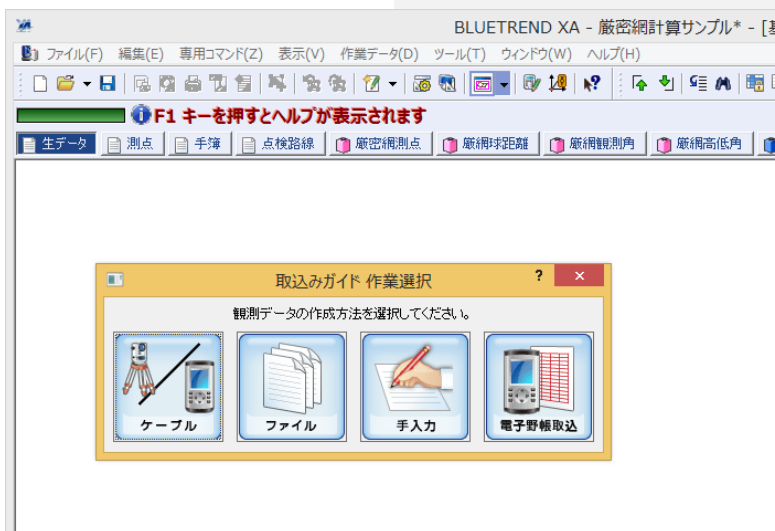 BLUETREND XA - 厳密網計算サンプル* - [基
ファイル(F) 編集(E) 専用コマンド(Z) 表示(V) 作業データ(D) ツール(T) ウィンドウ(W) ヘルプ(H)
F1 キーを押すとヘルプが表示されます
生データ 測点 手簿 点検路線 厳密網測点 厳網球距離 厳網観測角 厳網高低角
取込みガイド 作業選択 ? ×
観測データの作成方法を選択してください。
ケーブル ファイル 手入力 電子野帳取込